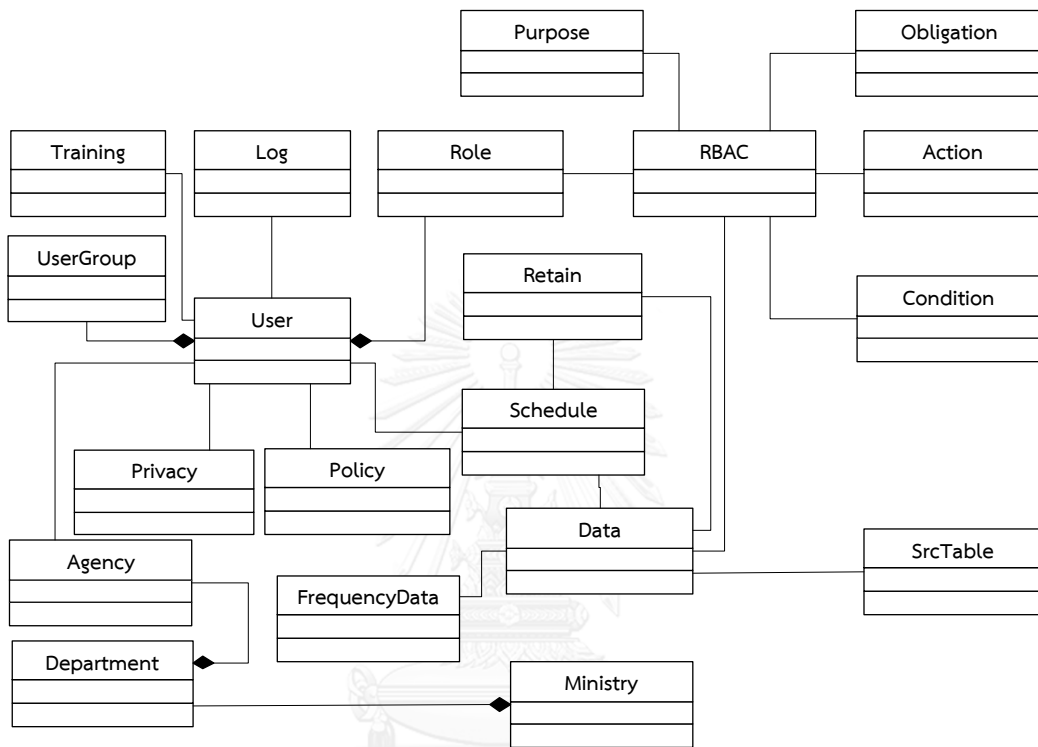 Purpose
Obligation
Training
Log
Role
RBAC
Action
UserGroup
Retain
Condition
User
Schedule
Privacy
Policy
Data
SrcTable
Agency
FrequencyData
Department
Ministry